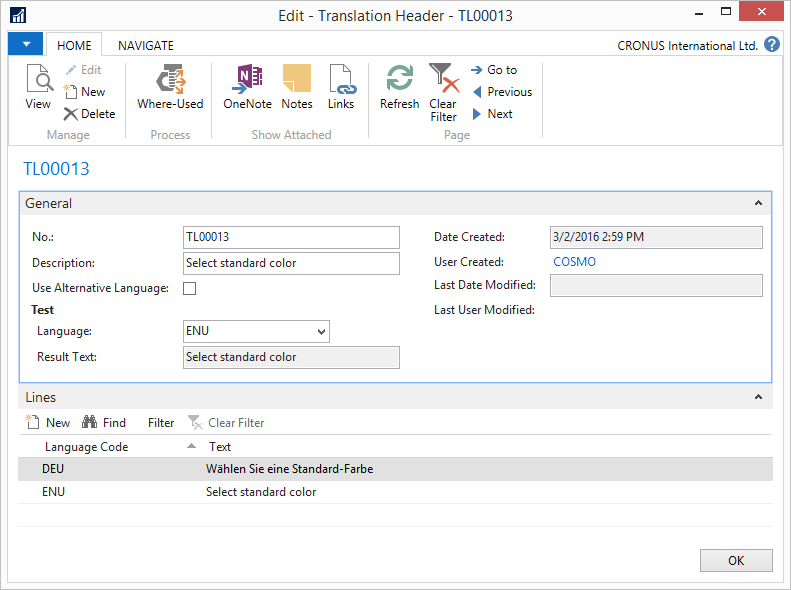 Edit - Translation Header - TL00013
HOME NAVIGATE CRONUS International Ltd. ?
View
Edit
New
Delete
Manage
Where-Used
Process
OneNote Notes Links
Show Attached
Refresh Clear Filter
Go to
Previous
Next
Page
TL00013
General
No.: TL00013 Date Created: 3/2/2016 2:59 PM
Description: Select standard color User Created: COSMO
Use Alternative Language: Last Date Modified:
Test Last User Modified:
Language: ENU
Result Text: Select standard color
Lines
New Find Filter Clear Filter
Language Code Text
DEU Wählen Sie eine Standard-Farbe
ENU Select standard color
OK